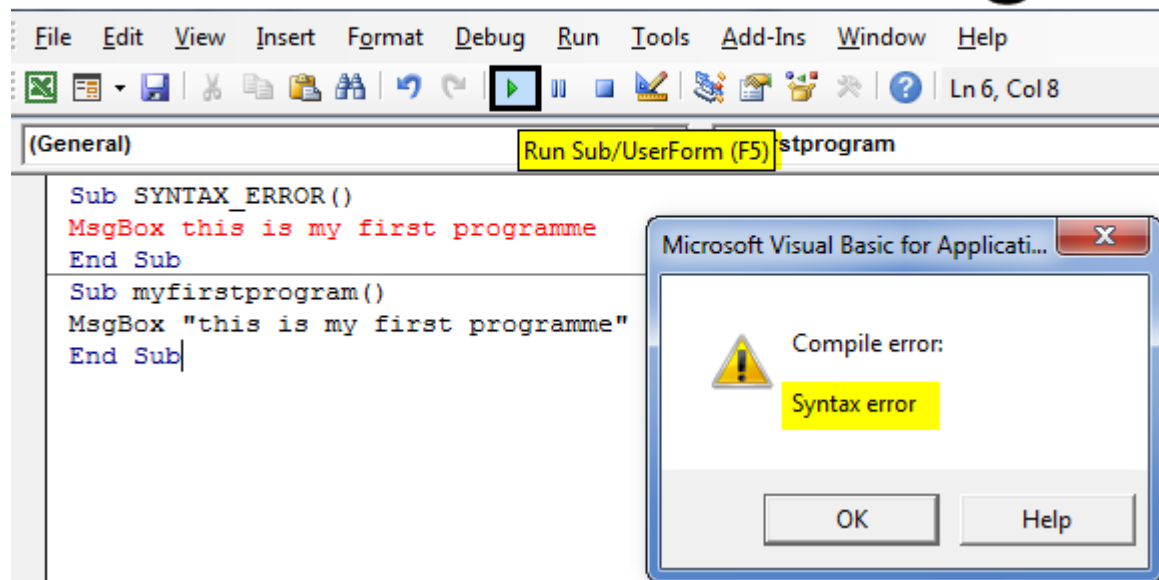 File Edit View Insert Format Debug Run Tools Add-Ins Window Help
Ln 6, Col 8
(General)
Run Sub/UserForm (F5)
stprogram
Sub SYNTAX_ERROR()
MsgBox this is my first programme
End Sub
Sub myfirstprogram()
MsgBox "this is my first programme"
End Sub
Microsoft Visual Basic for Applicati...
Compile error:
Syntax error
OK Help